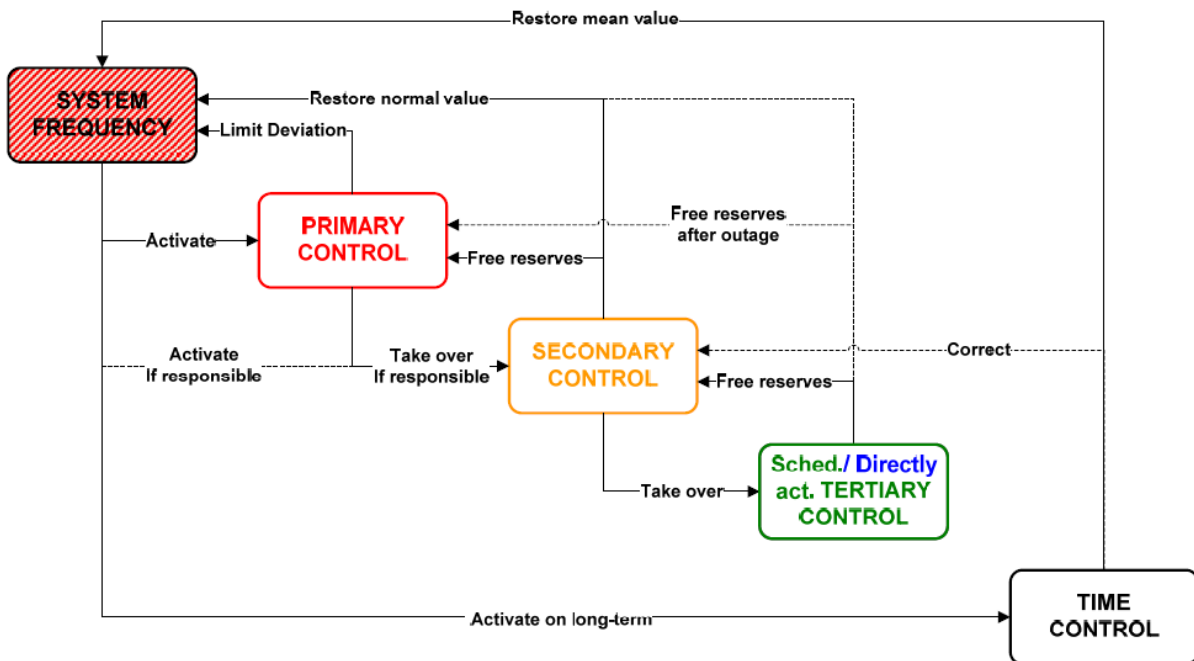 Restore mean value
SYSTEM
FREQUENCY
Restore normal value
Limit Deviation
PRIMARY
CONTROL
Free reserves
after outage
Activate
Free reserves
Activate
If responsible
Take over
If responsible
SECONDARY
CONTROL
Correct
Free reserves
Sched./ Directly
act. TERTIARY
CONTROL
Take over
TIME
CONTROL
Activate on long-term